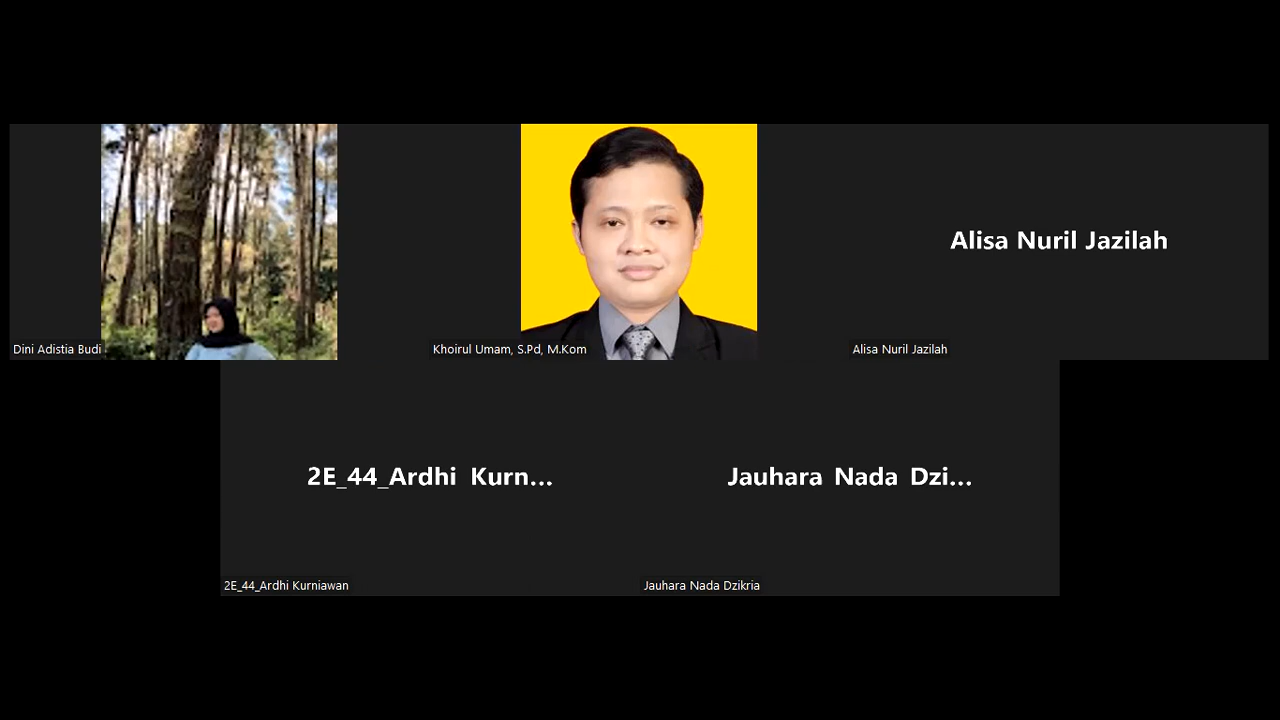 Alisa Nuril Jazilah
Dini Adistia Budi
Khoirul Umam, S.Pd, M.Kom
Alisa Nuril Jazilah
2E_44_Ardhi Kurn...
Jauhara Nada Dzi...
2E_44_Ardhi Kurniawan
Jauhara Nada Dzikria